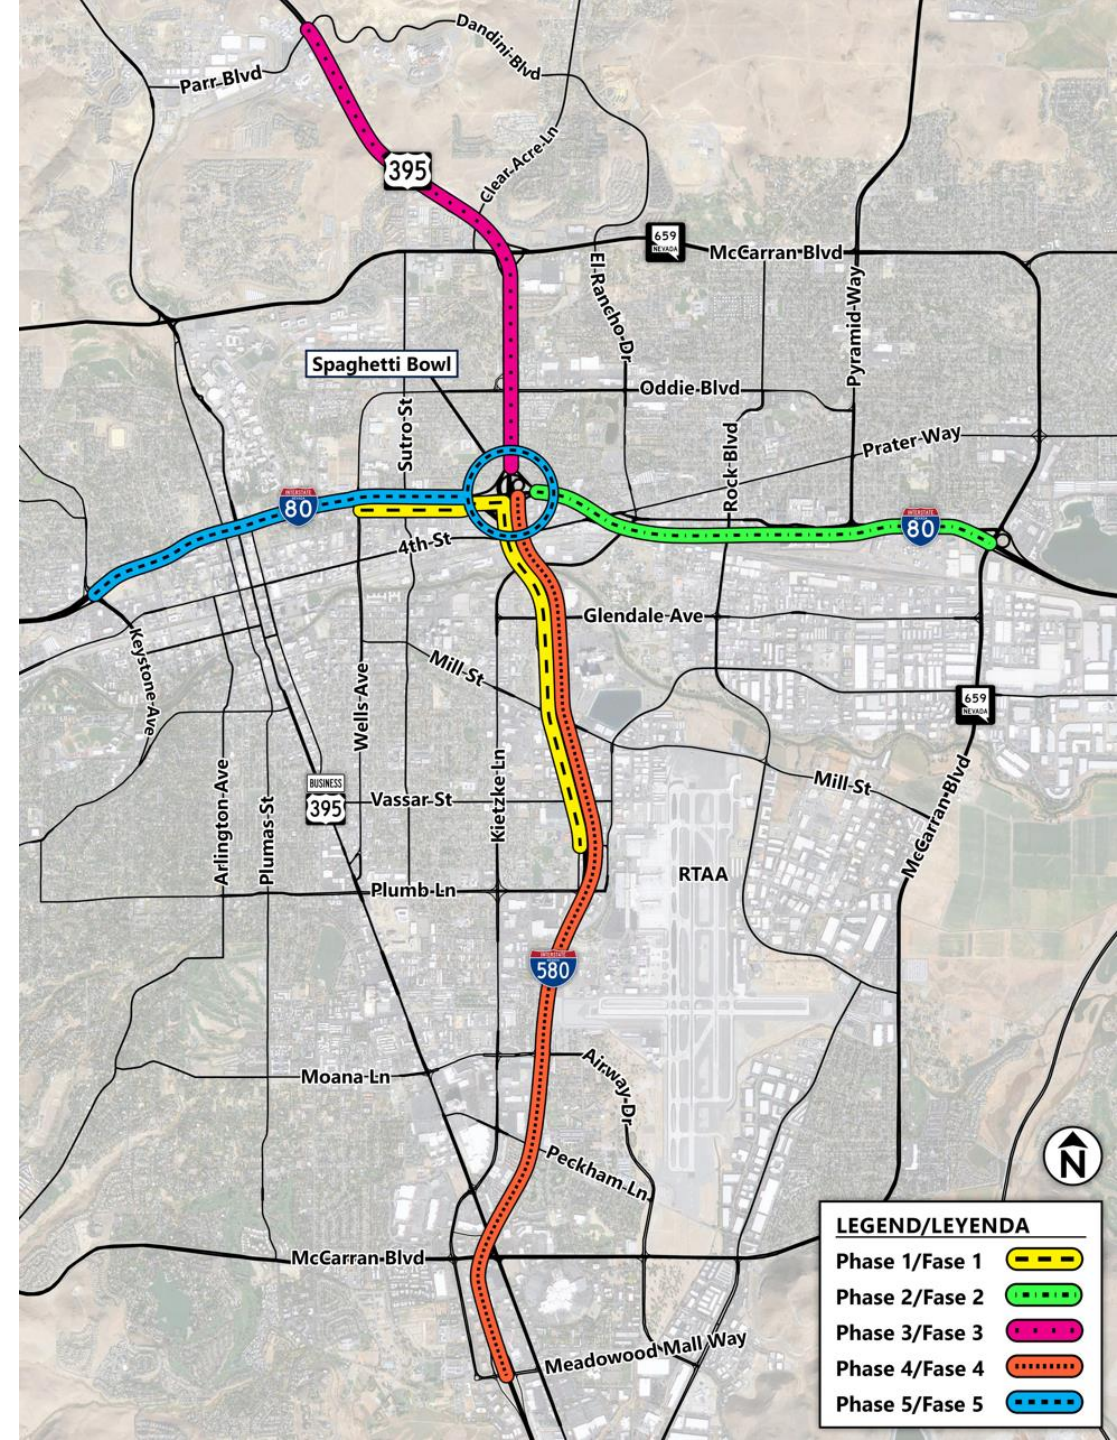 Dandini Blvd
Parr Blvd
Clear Acre Ln
395
659
NEVADA
McCarran Blvd
El Rancho Dr
Pyramid Way
Spaghetti Bowl
Oddie Blvd
Sutro St
Rock Blvd
Prater Way
INTERSTATE
80
INTERSTATE
80
4th St
Glendale Ave
Keystone Ave
Mill St
Wells Ave
659
NEVADA
Kietzke Ln
Arlington Ave
Plumas St
BUSINESS
395
Vassar St
Mill St
McCarran Blvd
RTAA
Plumb Ln
INTERSTATE
580
Airway Dr
Moana Ln
Peckham Ln
N
McCarran Blvd
Meadowood Mall Way
LEGEND/LEYENDA
Phase 1/Fase 1
Phase 2/Fase 2
Phase 3/Fase 3
Phase 4/Fase 4
Phase 5/Fase 5